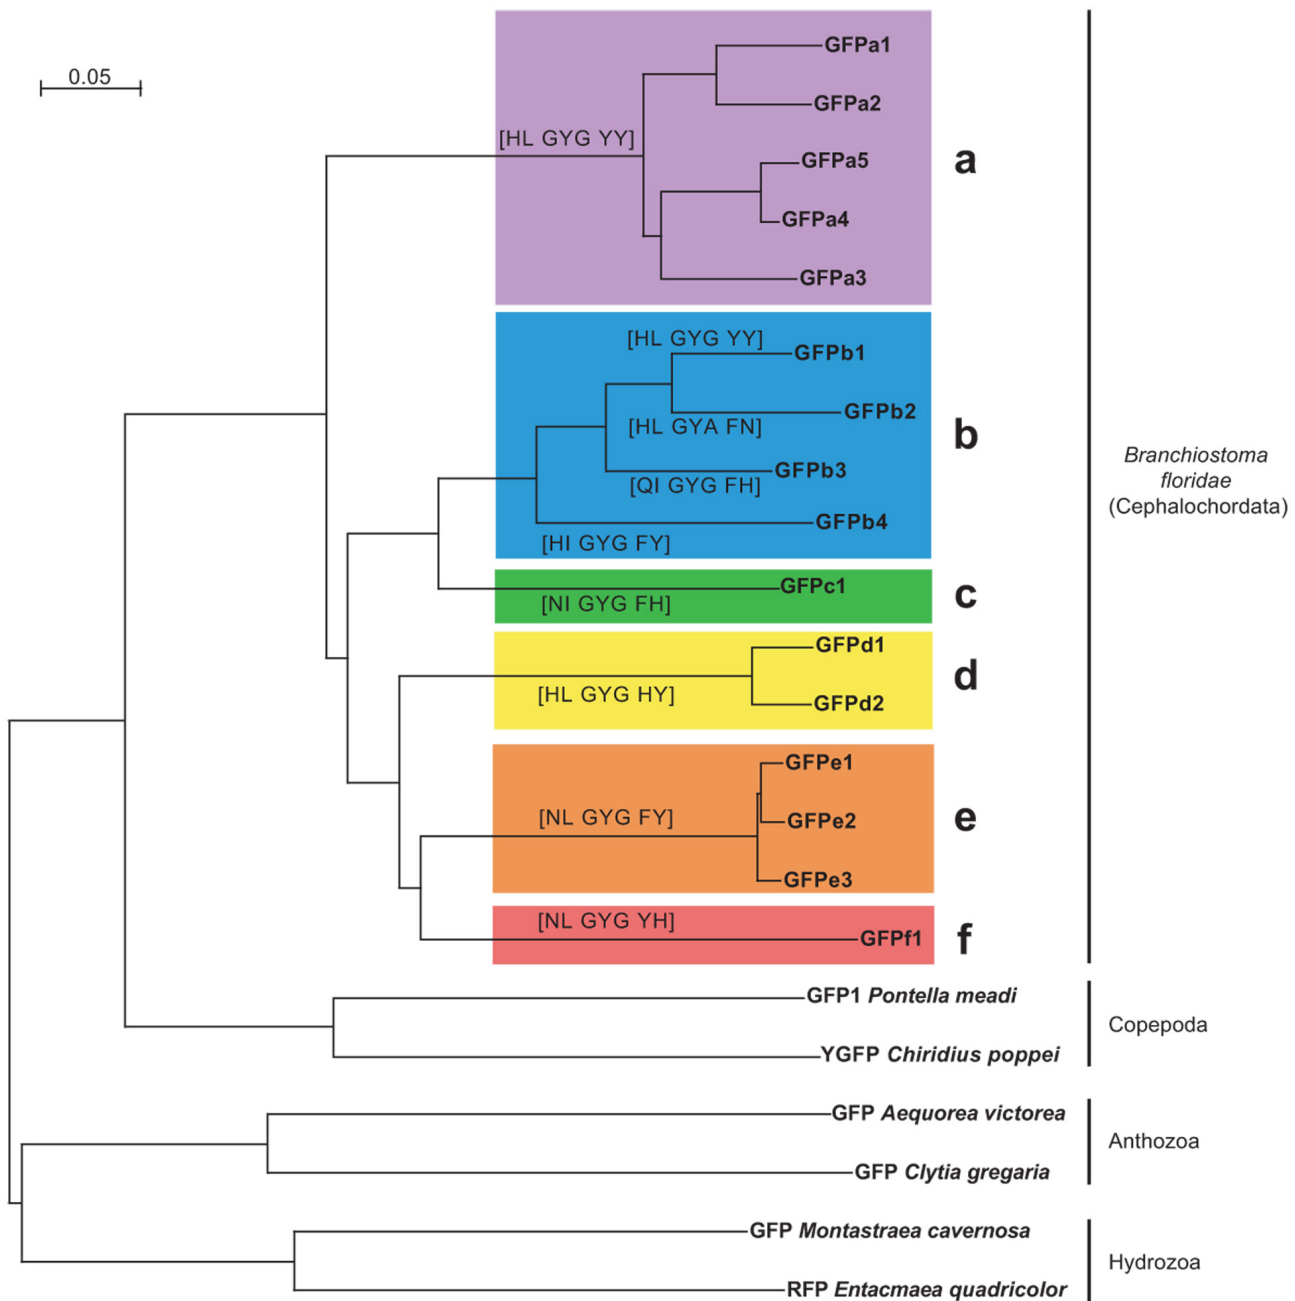 0.05
GFPa1
GFPa2
[HL GYG YY]
GFPa5
a
GFPa4
GFPa3
[HL GYG YY]
GFPb1
GFPb2
[HL GYA FN]
b
GFPb3
[QI GYG FH]
GFPb4
[HI GYG FY]
Branchiostoma
floridae
(Cephalochordata)
GFPc1
[NI GYG FH]
c
GFPd1
[HL GYG HY]
d
GFPd2
GFPe1
[NL GYG FY]
GFPe2
e
GFPe3
[NL GYG YH]
GFPf1
f
GFP1 Pontella meadi
Copepoda
YGFP Chiridius poppei
GFP Aequorea victorea
Anthozoa
GFP Clytia gregaria
GFP Montastraea cavernosa
Hydrozoa
RFP Entacmaea quadricolor